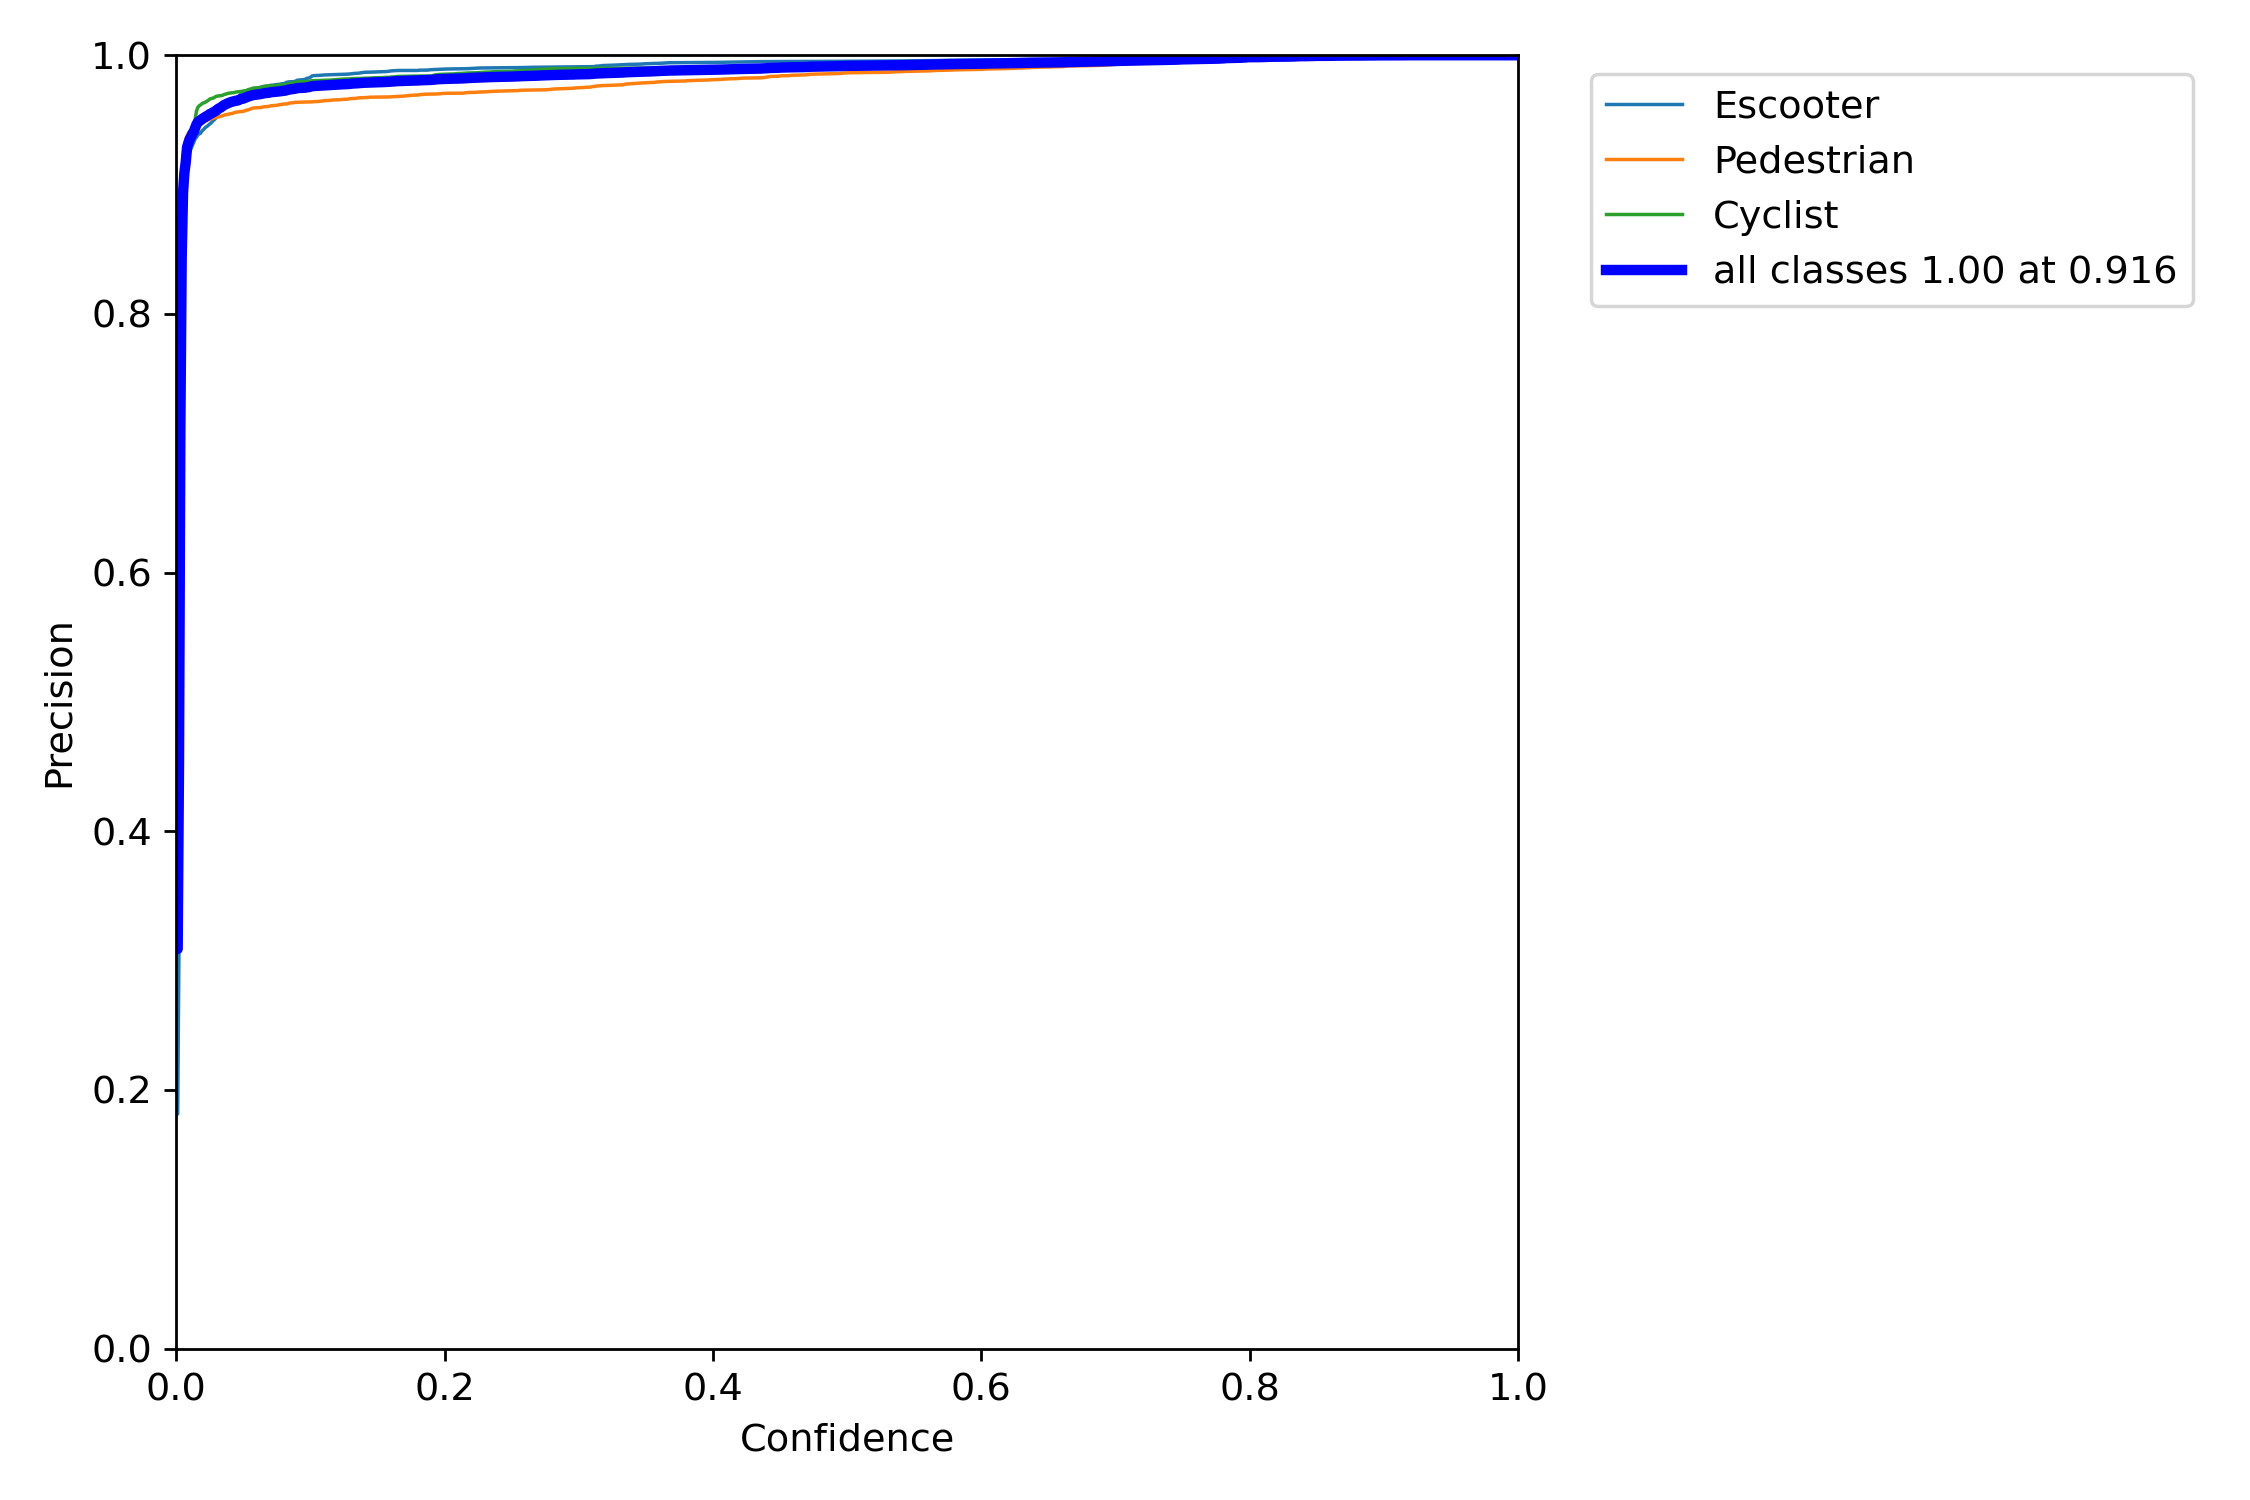 1.0
0.8
0.6
0.4
0.2
0.0
Precision
0.0 0.2 0.4 0.6 0.8 1.0
Confidence
Escooter
Pedestrian
Cyclist
all classes 1.00 at 0.916